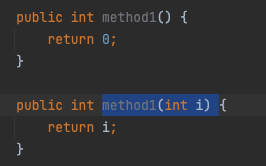 public int method1() {
    return 0;
}
public int method1(int i) {
    return i;
}